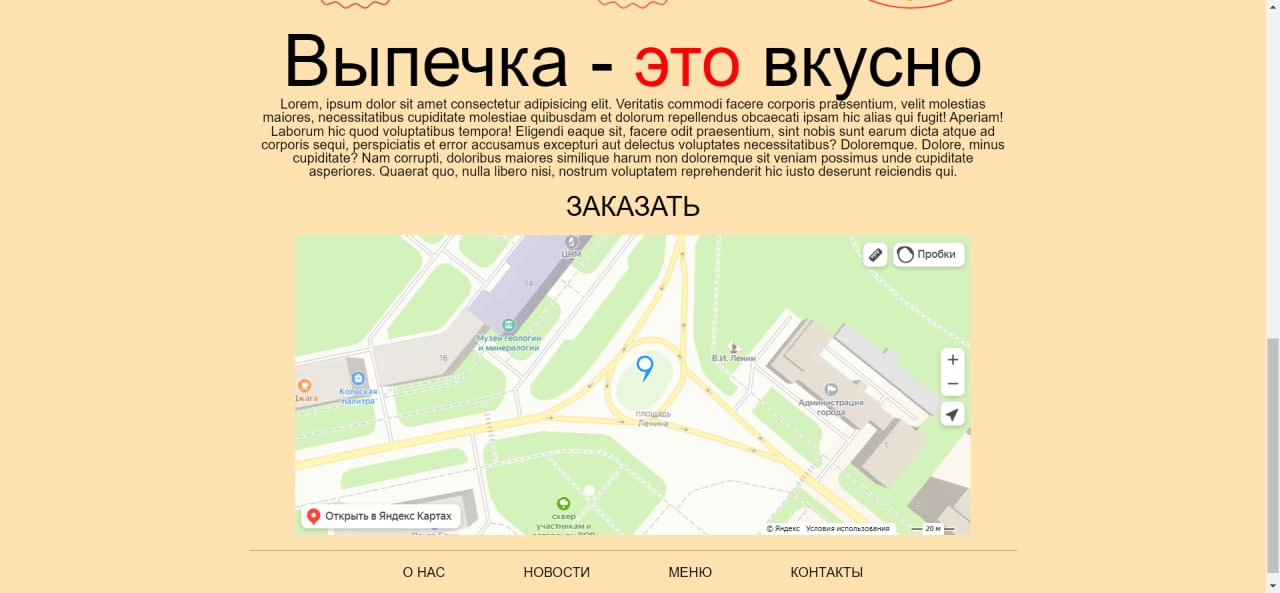 Выпечка - это вкусно
Lorem, ipsum dolor sit amet consectetur adipisicing elit. Veritatis commodi facere corporis praesentium, velit molestias
maiores, necessitatibus cupiditate molestiae quibusdam et dolorum repellendus obcaecati ipsam hic alias qui fugit! Aperiam!
Laborum hic quod voluptatibus tempora! Eligendi eaque sit, facere odit praesentium, sint nobis sunt earum dicta atque ad
corporis sequi, perspiciatis et error accusamus excepturi aut delectus voluptates necessitatibus? Doloremque. Dolore, minus
cupiditate? Nam corrupti, doloribus maiores similique harum non doloremque sit veniam possimus unde cupiditate
asperiores. Quaerat quo, nulla libero nisi, nostrum voluptatem reprehenderit hic iusto deserunt reiciendis qui.
ЗАКАЗАТЬ
ЦНМ
Пробки
14
Музей геологии
и минералогии
16
В.И. Ленин
Кольская
палитра
Джага
Администрация
города
площадь
Ленина
1
3
Открыть в Яндекс Картах
сквер
участникам и
© Яндекс Условия использования
20 м
О НАС
НОВОСТИ
МЕНЮ
КОНТАКТЫ